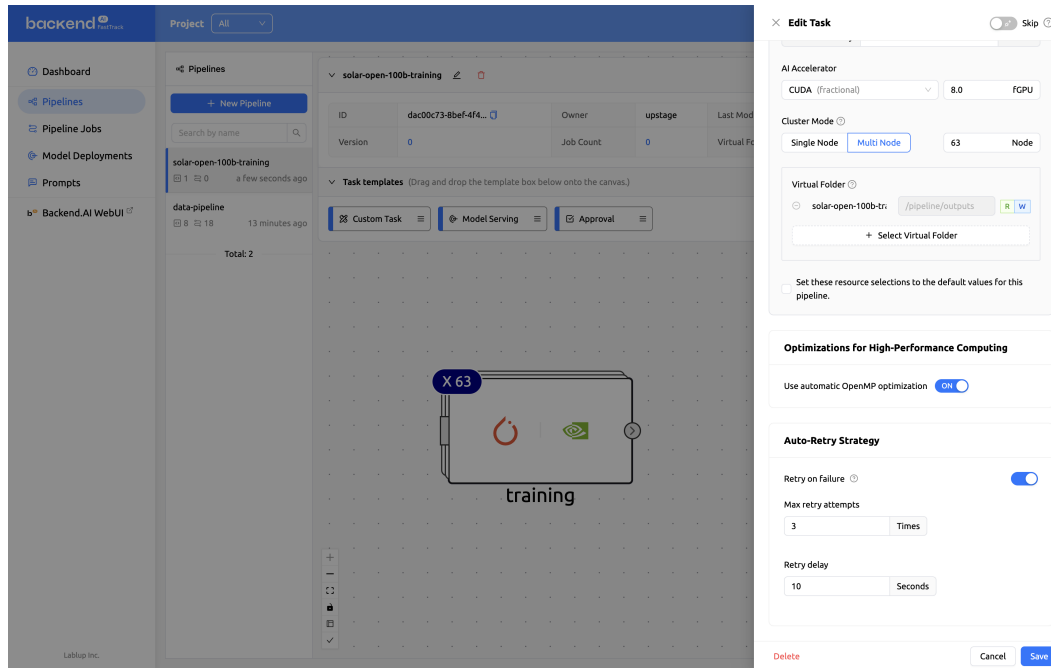 backend AI FastTrack
Project All
Dashboard
Pipelines
Pipeline Jobs
Model Deployments
Prompts
Backend.AI WebUI
Lablup Inc.
Pipelines
+ New Pipeline
Search by name
solar-open-100b-training
1 0 a few seconds ago
data-pipeline
8 18 13 minutes ago
Total: 2
solar-open-100b-training
ID dac00c73-8bef-4f4... Owner upstage Last Mod
Version 0 Job Count 0 Virtual Fo
Task templates (Drag and drop the template box below onto the canvas.)
Custom Task
Model Serving
Approval
X 63
training
Edit Task
Skip
AI Accelerator
CUDA (fractional) 8.0 fGPU
Cluster Mode
Single Node Multi Node 63 Node
Virtual Folder
solar-open-100b-tra /pipeline/outputs R W
+ Select Virtual Folder
Set these resource selections to the default values for this
pipeline.
Optimizations for High-Performance Computing
Use automatic OpenMP optimization ON
Auto-Retry Strategy
Retry on failure
Max retry attempts
3 Times
Retry delay
10 Seconds
Delete Cancel Save